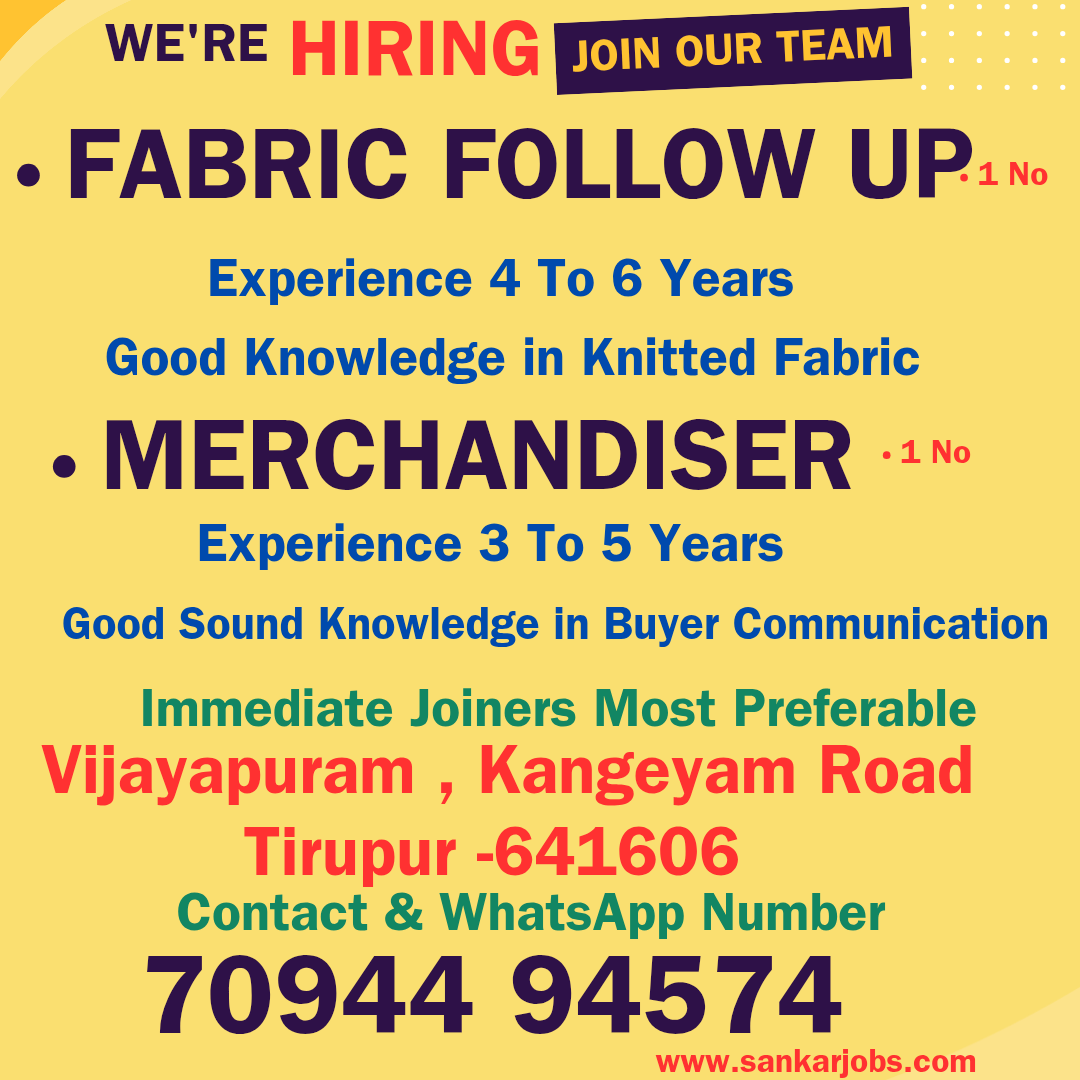 WE'RE HIRING JOIN OUR TEAM
• FABRIC FOLLOW UP • 1 No
Experience 4 To 6 Years
Good Knowledge in Knitted Fabric
• MERCHANDISER • 1 No
Experience 3 To 5 Years
Good Sound Knowledge in Buyer Communication
Immediate Joiners Most Preferable
Vijayapuram , Kangeyam Road
Tirupur -641606
Contact & WhatsApp Number
70944 94574
www.sankarjobs.com